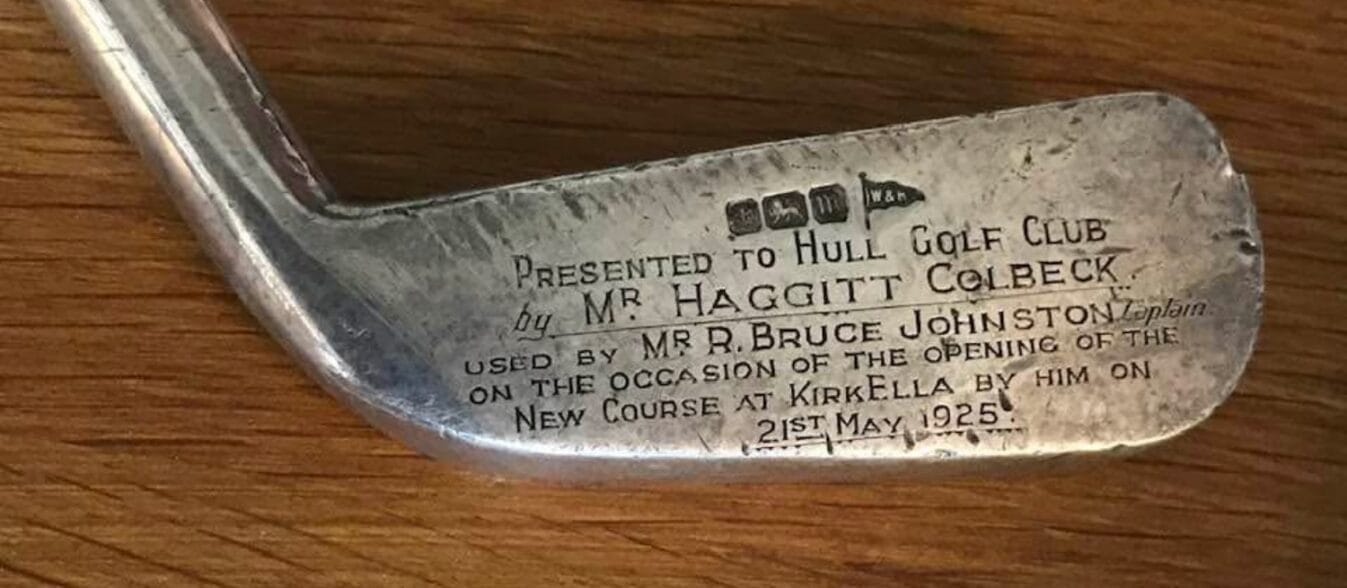 W & H
PRESENTED TO HULL GOLF CLUB
by MR. HAGGITT COLBECK.
USED BY MR R. BRUCE JOHNSTON Captain.
ON THE OCCASION OF THE OPENING OF THE
NEW COURSE AT KIRKELLA BY HIM ON
21ST MAY 1925.